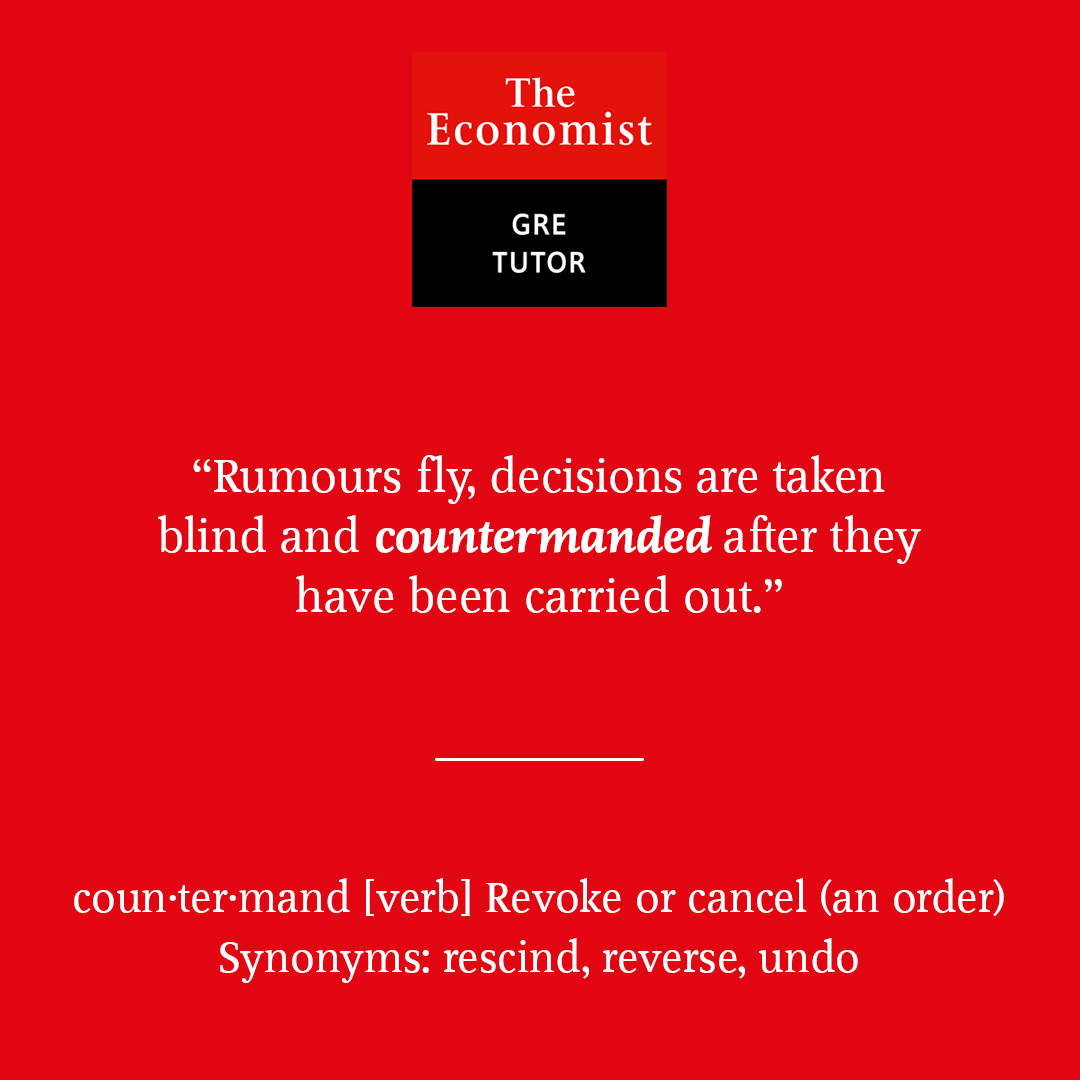 The
Economist
GRE
TUTOR
“Rumours fly, decisions are taken
blind and countermanded after they
have been carried out.”
coun·ter·mand [verb] Revoke or cancel (an order)
Synonyms: rescind, reverse, undo